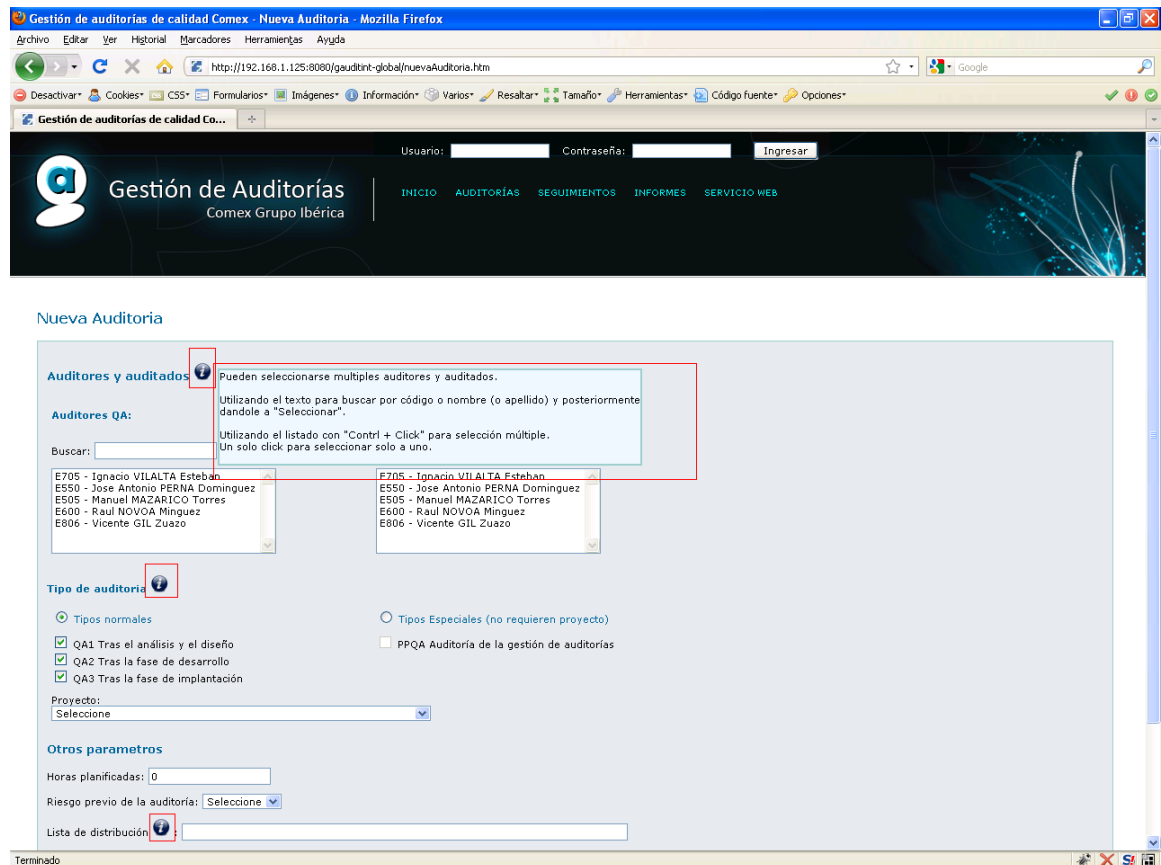 Gestión de auditorías de calidad Comex - Nueva Auditoria - Mozilla Firefox
Archivo Editar Ver Historial Marcadores Herramientas Ayuda
http://192.168.1.125:8080/gauditint-global/nuevaAuditoria.htm
Google
Desactivar Cookies CSS Formularios Imágenes Información Varios Resaltar Tamaño Herramientas Código fuente Opciones
Gestión de auditorías de calidad Co...
Usuario: Contraseña: Ingresar
Gestión de Auditorías
Comex Grupo Ibérica
INICIO AUDITORÍAS SEGUIMIENTOS INFORMES SERVICIO WEB
Nueva Auditoria
Auditores y auditados
Pueden seleccionarse multiples auditores y auditados.
Utilizando el texto para buscar por código o nombre (o apellido) y posteriormente
dandole a "Seleccionar".
Utilizando el listado con "Contrl + Click" para selección múltiple.
Un solo click para seleccionar solo a uno.
Auditores QA:
Buscar:
E705 - Ignacio VILALTA Esteban
E550 - Jose Antonio PERNA Dominguez
E505 - Manuel MAZARICO Torres
E600 - Raul NOVOA Minguez
E806 - Vicente GIL Zuazo
E705 - Ignacio VILALTA Esteban
E550 - Jose Antonio PERNA Dominguez
E505 - Manuel MAZARICO Torres
E600 - Raul NOVOA Minguez
E806 - Vicente GIL Zuazo
Tipo de auditoria
Tipos normales
Tipos Especiales (no requieren proyecto)
QA1 Tras el análisis y el diseño
PPQA Auditoría de la gestión de auditorías
QA2 Tras la fase de desarrollo
QA3 Tras la fase de implantación
Proyecto:
Seleccione
Otros parametros
Horas planificadas: 0
Riesgo previo de la auditoría: Seleccione
Lista de distribución :
Terminado